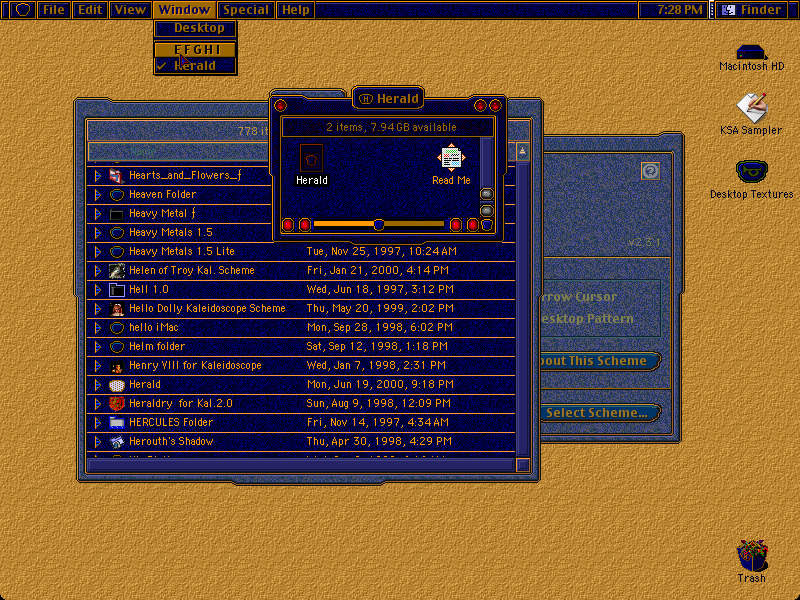 File Edit View Window Special Help 7:28 PM Finder
Desktop
E F G H I
✓ Herald
Macintosh HD
KSA Sampler
Desktop Textures
Trash
Herald
2 items, 7.94 GB available
Herald
Read Me
778
Hearts_and_Flowers_ƒ
Heaven Folder
Heavy Metal ƒ
Heavy Metals 1.5
Heavy Metals 1.5 Lite Tue, Nov 25, 1997, 10:24 AM
Helen of Troy Kal. Scheme Fri, Jan 21, 2000, 4:14 PM
Hell 1.0 Wed, Jun 18, 1997, 3:12 PM
Hello Dolly Kaleidoscope Scheme Thu, May 20, 1999, 2:02 PM
hello iMac Mon, Sep 28, 1998, 6:02 PM
Helm folder Sat, Sep 12, 1998, 1:18 PM
Henry VIII for Kaleidoscope Wed, Jan 7, 1998, 2:31 PM
Herald Mon, Jun 19, 2000, 9:18 PM
Heraldry for Kal.2.0 Sun, Aug 9, 1998, 12:09 PM
HERCULES Folder Fri, Nov 14, 1997, 4:34 AM
Herouth's Shadow Thu, Apr 30, 1998, 4:29 PM
v2.3.1
rrow Cursor
esktop Pattern
bout This Scheme
Select Scheme...